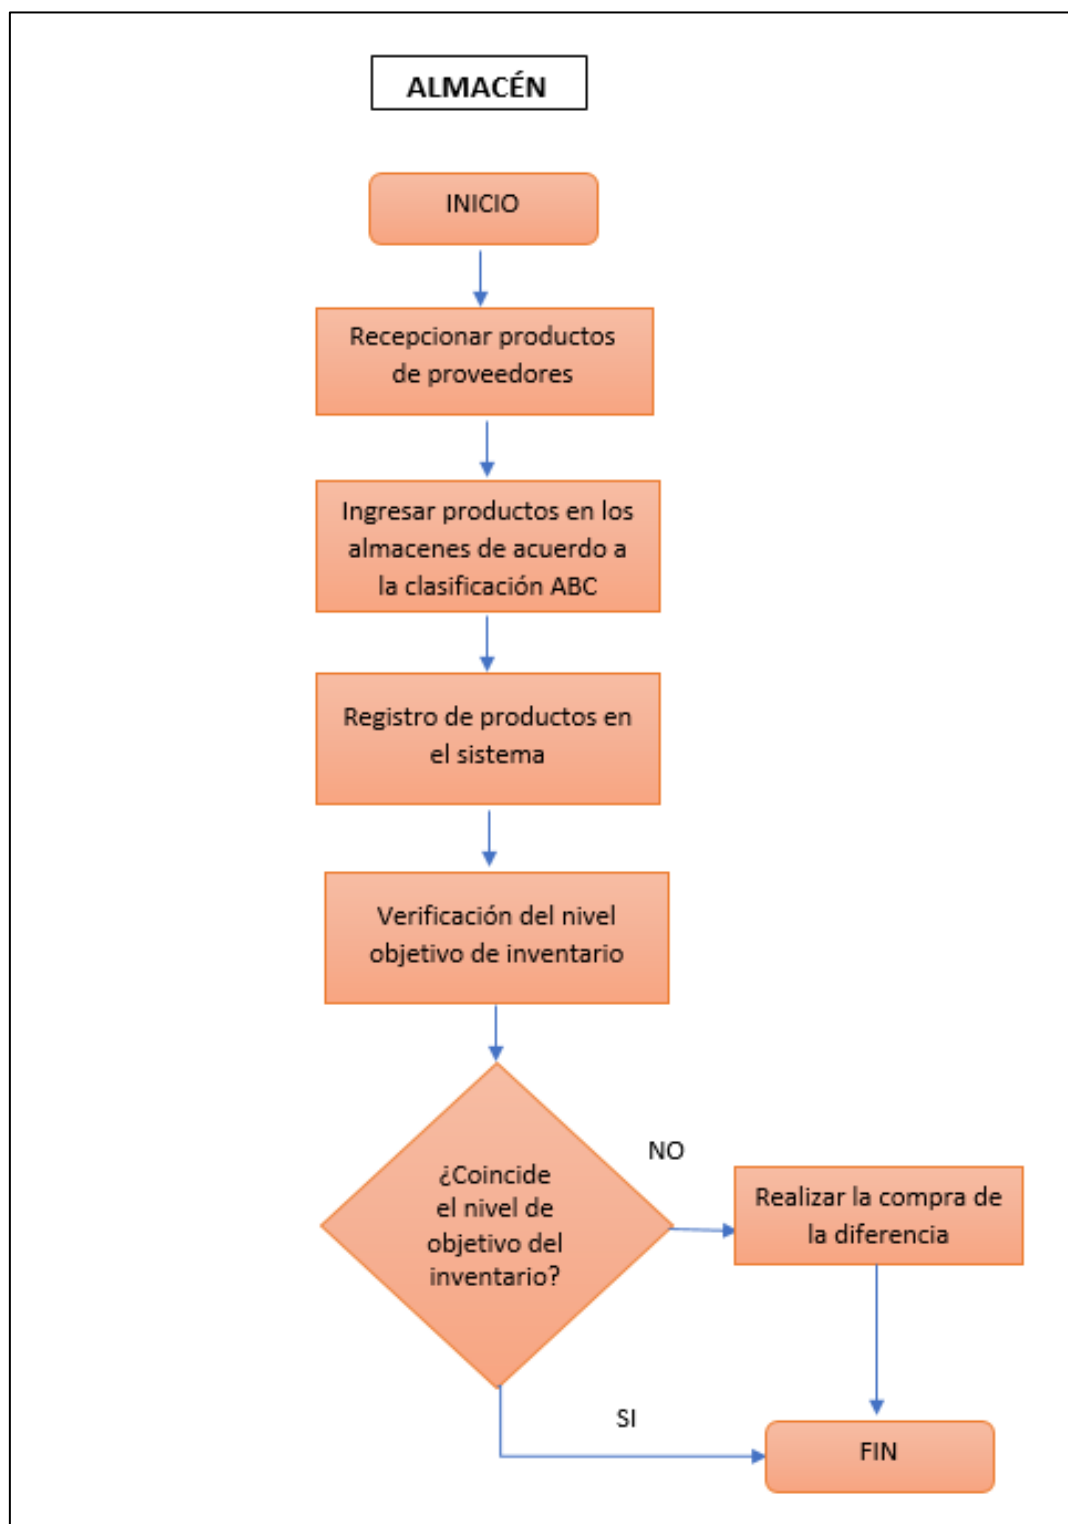 ALMACÉN
INICIO
Recepcionar productos
de proveedores
Ingresar productos en los
almacenes de acuerdo a
la clasificación ABC
Registro de productos en
el sistema
Verificación del nivel
objetivo de inventario
¿Coincide
el nivel de
objetivo del
inventario?
NO
Realizar la compra de
la diferencia
SI
FIN